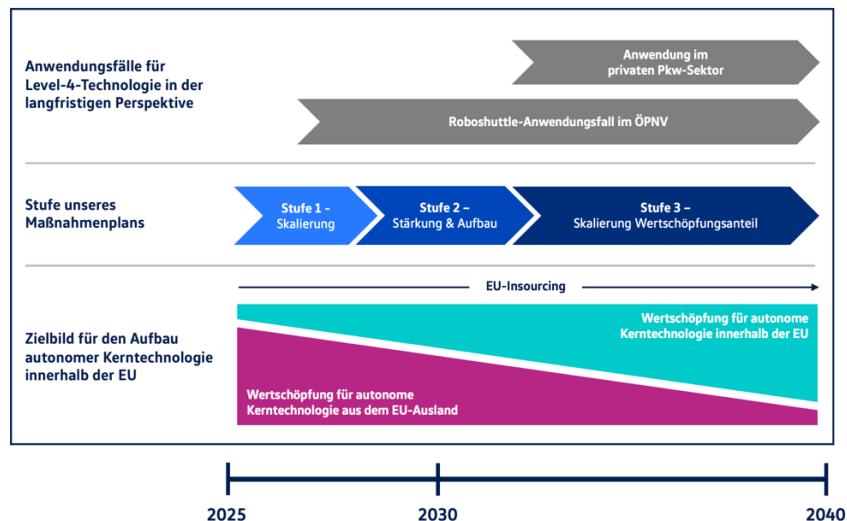 Anwendungsfälle für
Level-4-Technologie in der
langfristigen Perspektive
Anwendung im
privaten Pkw-Sektor
Roboshuttle-Anwendungsfall im ÖPNV
Stufe unseres
Maßnahmenplans
Stufe 1 -
Skalierung
Stufe 2 –
Stärkung & Aufbau
Stufe 3 –
Skalierung Wertschöpfungsanteil
EU-Insourcing
Zielbild für den Aufbau
autonomer Kerntechnologie
innerhalb der EU
Wertschöpfung für autonome
Kerntechnologie innerhalb der EU
Wertschöpfung für autonome
Kerntechnologie aus dem EU-Ausland
2025
2030
2040